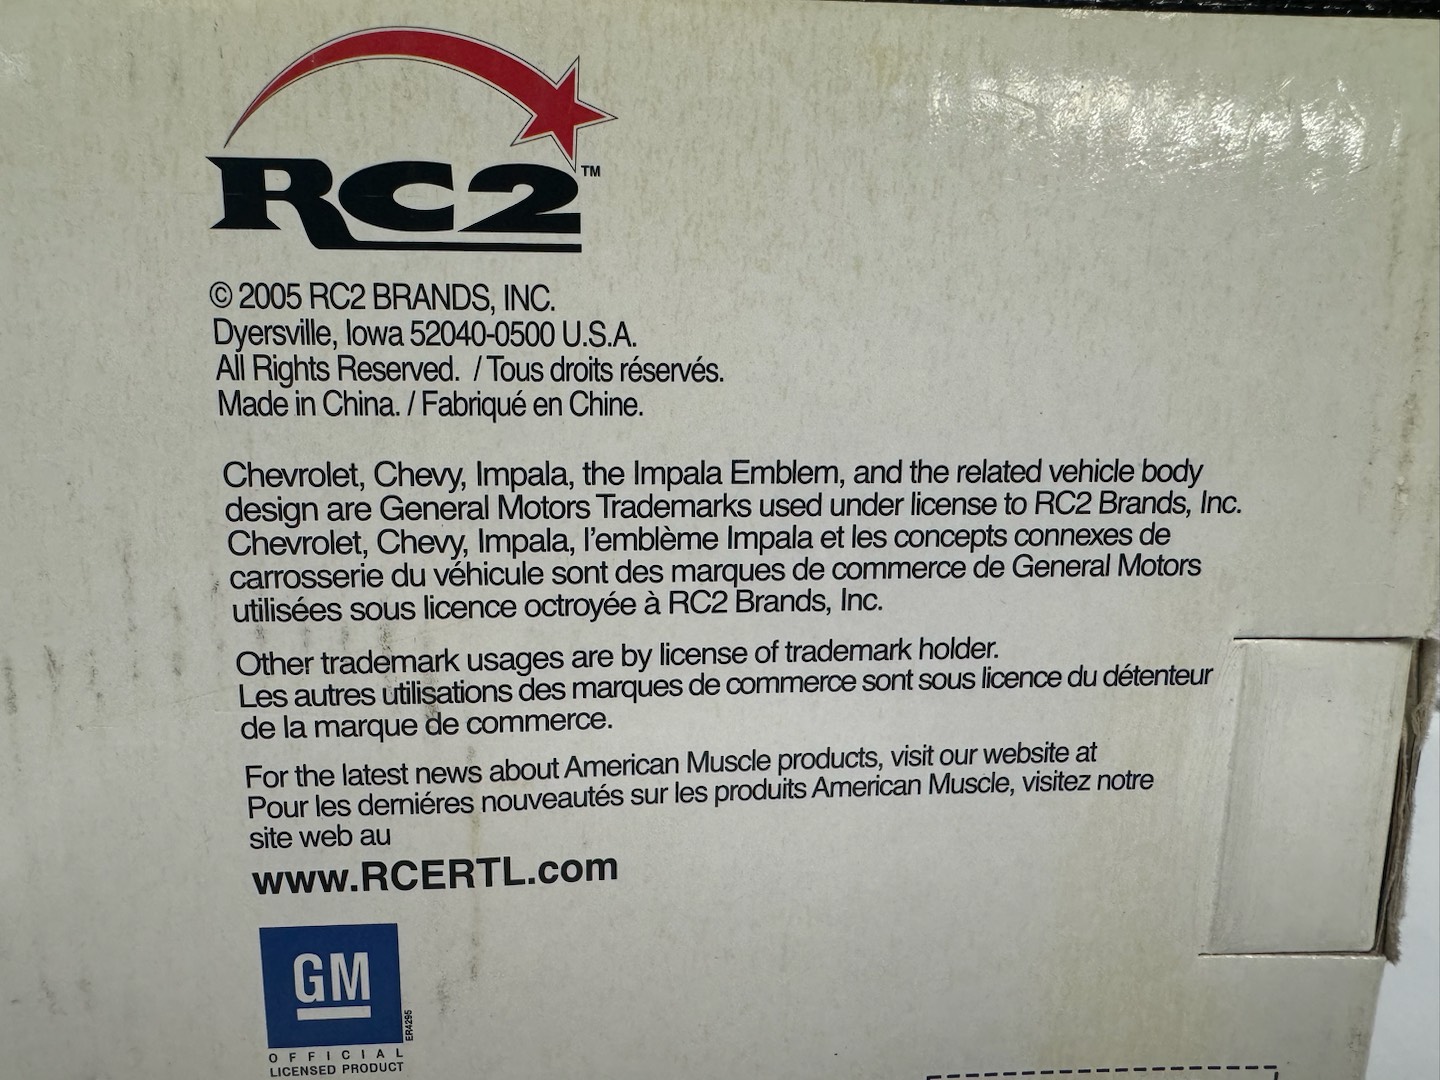 RC2™
© 2005 RC2 BRANDS, INC.
Dyersville, Iowa 52040-0500 U.S.A.
All Rights Reserved. / Tous droits réservés.
Made in China. / Fabriqué en Chine.
Chevrolet, Chevy, Impala, the Impala Emblem, and the related vehicle body
design are General Motors Trademarks used under license to RC2 Brands, Inc.
Chevrolet, Chevy, Impala, l'emblème Impala et les concepts connexes de
carrosserie du véhicule sont des marques de commerce de General Motors
utilisées sous licence octroyée à RC2 Brands, Inc.
Other trademark usages are by license of trademark holder.
Les autres utilisations des marques de commerce sont sous licence du détenteur
de la marque de commerce.
For the latest news about American Muscle products, visit our website at
Pour les derniéres nouveautés sur les produits American Muscle, visitez notre
site web au
www.RCERTL.com
GM
ER4295
OFFICIAL
LICENSED PRODUCT